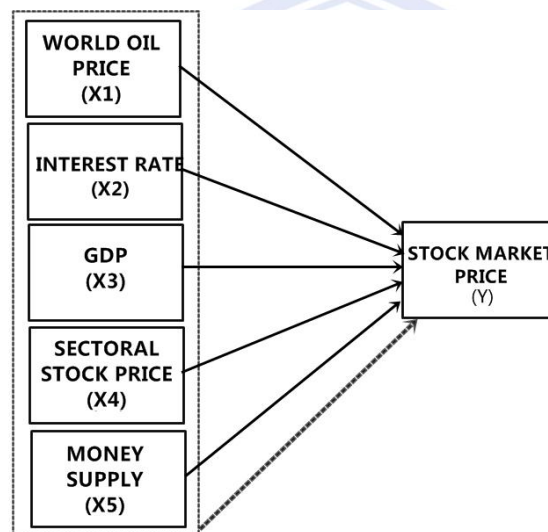 WORLD OIL
PRICE
(X1)
INTEREST RATE
(X2)
GDP
(X3)
SECTORAL
STOCK PRICE
(X4)
MONEY
SUPPLY
(X5)
STOCK MARKET
PRICE
(Y)